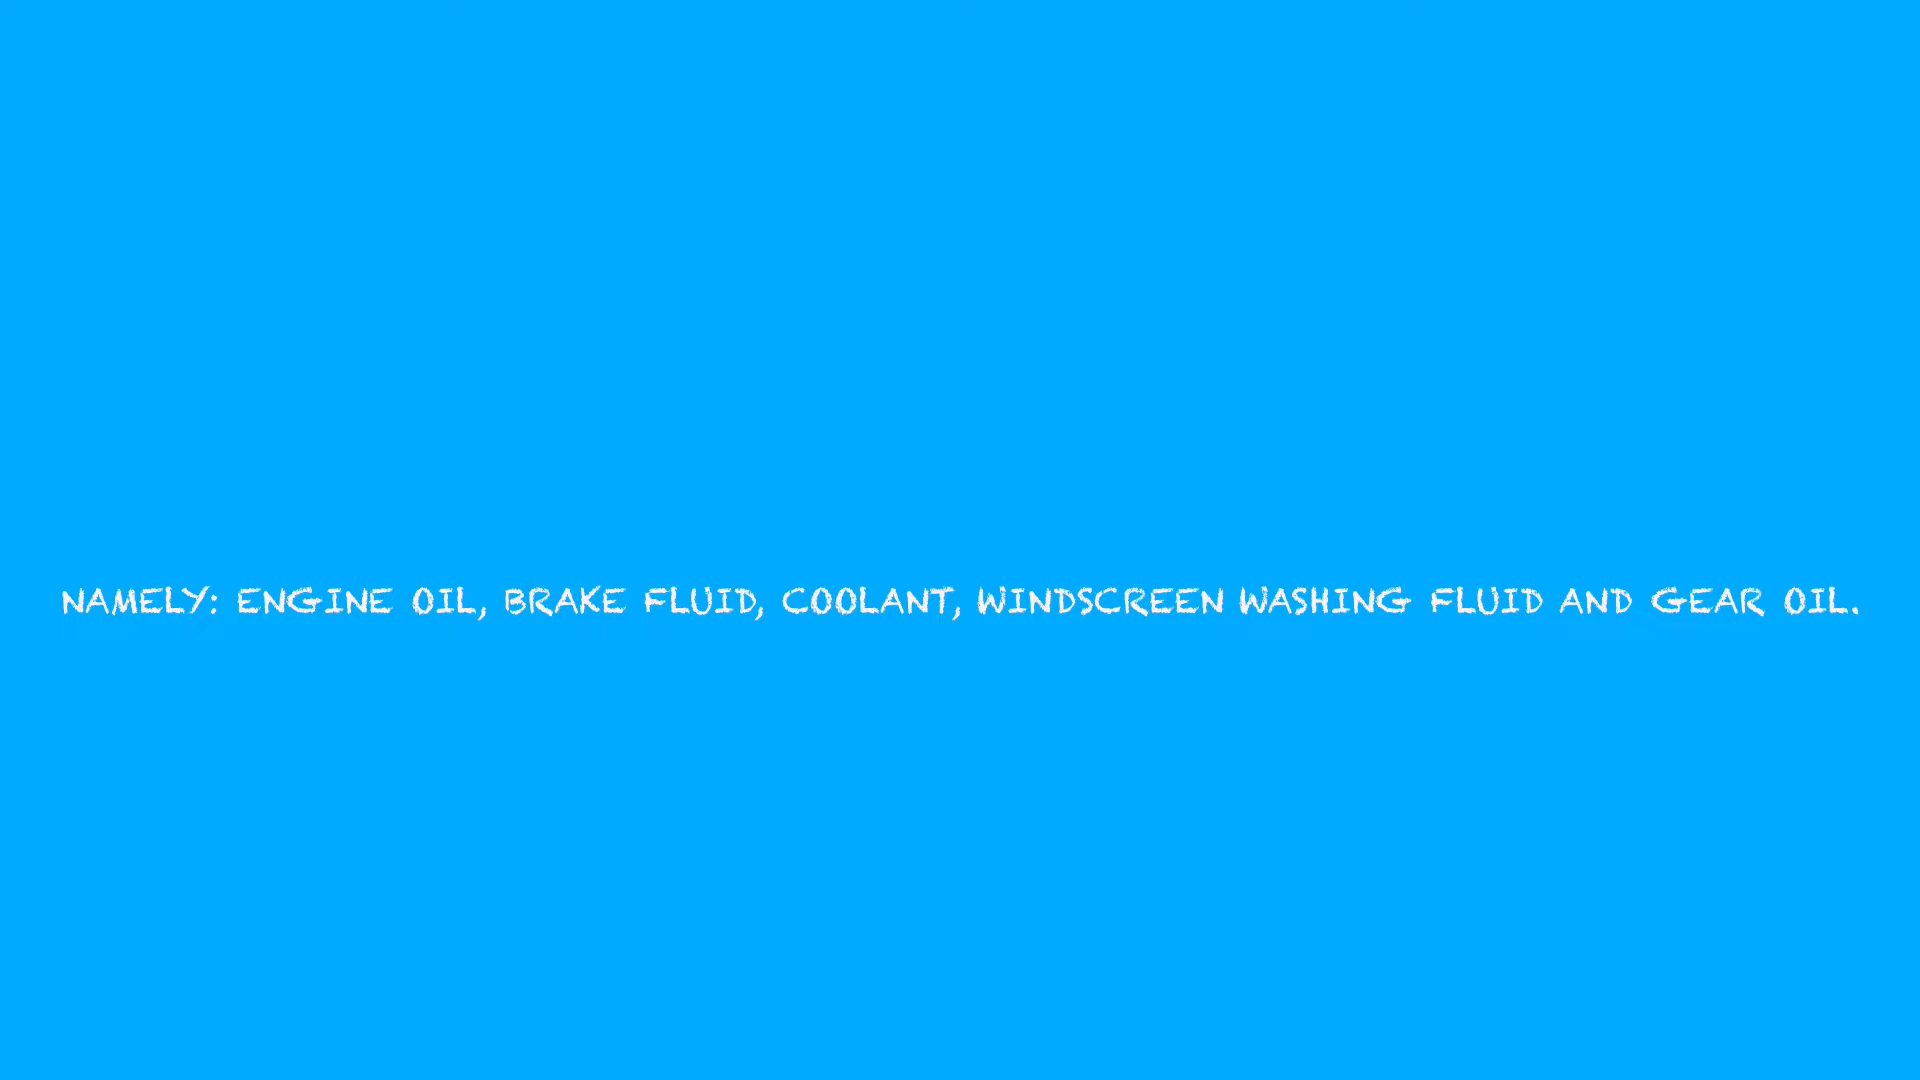 NAMELY: ENGINE OIL, BRAKE FLUID, COOLANT, WINDSCREEN WASHING FLUID AND GEAR OIL.